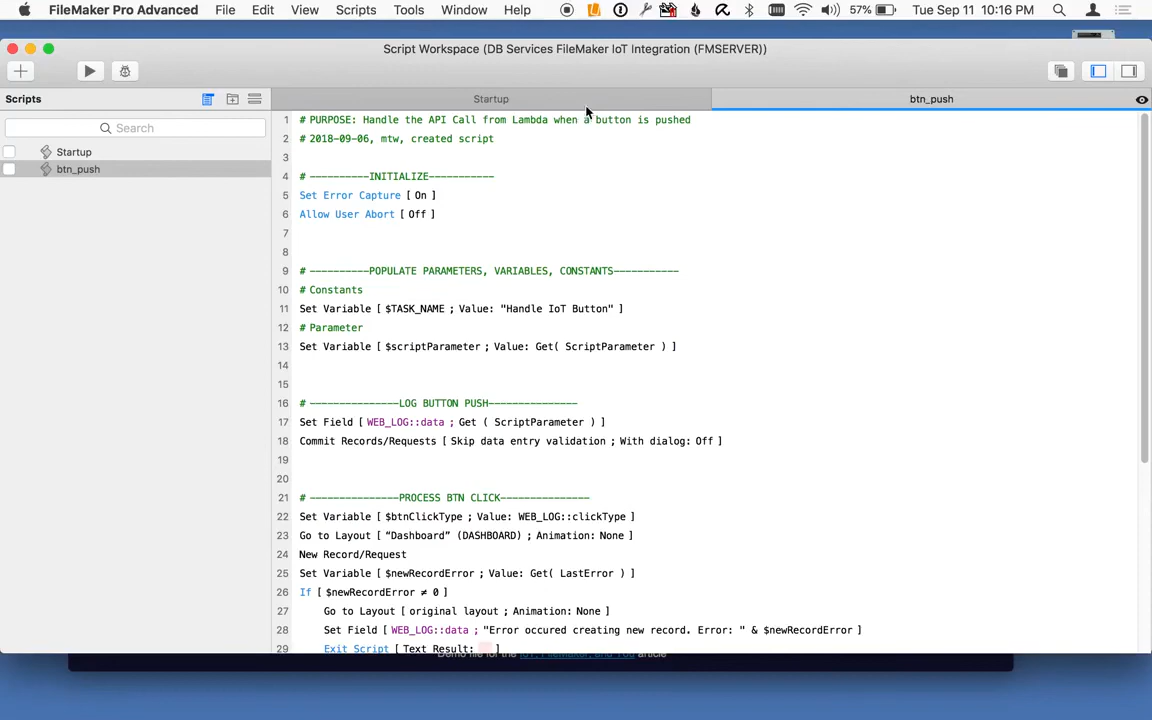 FileMaker Pro Advanced File Edit View Scripts Tools Window Help 57% Tue Sep 11 10:16 PM
Script Workspace (DB Services FileMaker IoT Integration (FMSERVER))
Scripts
Search
Startup
btn_push
Startup btn_push
1 # PURPOSE: Handle the API Call from Lambda when a button is pushed
2 # 2018-09-06, mtw, created script
3
4 # ----------INITIALIZE-----------
5 Set Error Capture [ On ]
6 Allow User Abort [ Off ]
7
8
9 # ----------POPULATE PARAMETERS, VARIABLES, CONSTANTS-----------
10 # Constants
11 Set Variable [ $TASK_NAME ; Value: "Handle IoT Button" ]
12 # Parameter
13 Set Variable [ $scriptParameter ; Value: Get( ScriptParameter ) ]
14
15
16 # ---------------LOG BUTTON PUSH---------------
17 Set Field [ WEB_LOG::data ; Get ( ScriptParameter ) ]
18 Commit Records/Requests [ Skip data entry validation ; With dialog: Off ]
19
20
21 # ---------------PROCESS BTN CLICK---------------
22 Set Variable [ $btnClickType ; Value: WEB_LOG::clickType ]
23 Go to Layout [ “Dashboard” (DASHBOARD) ; Animation: None ]
24 New Record/Request
25 Set Variable [ $newRecordError ; Value: Get( LastError ) ]
26 If [ $newRecordError ≠ 0 ]
27 Go to Layout [ original layout ; Animation: None ]
28 Set Field [ WEB_LOG::data ; "Error occured creating new record. Error: " & $newRecordError ]
29 Exit Script [ Text Result: ]
Demo file for the IoT, FileMaker, and You article